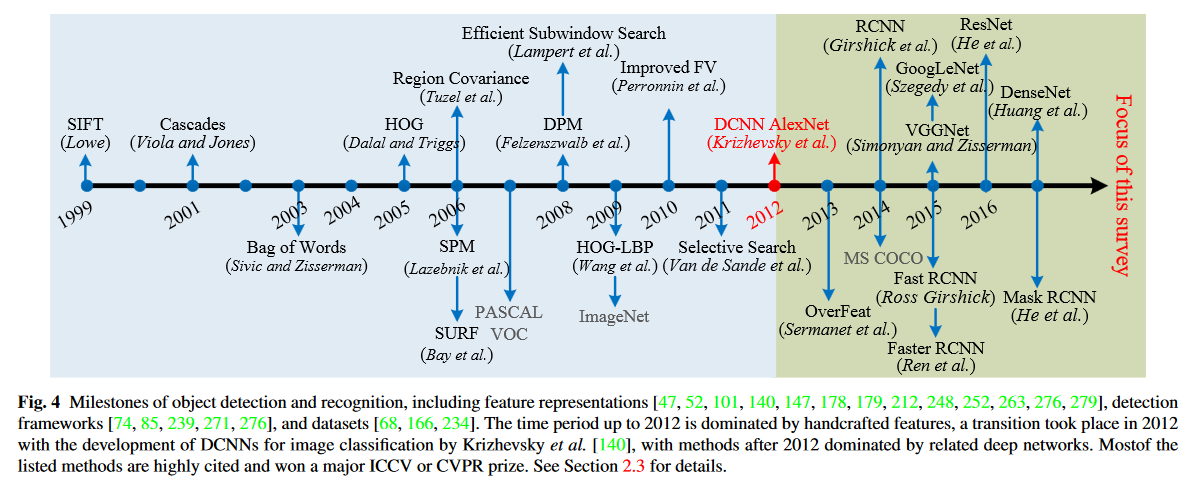 RCNN
(Girshick et al.)
ResNet
(He et al.)
Efficient Subwindow Search
(Lampert et al.)
Improved FV
(Perronnin et al.)
GoogLeNet
(Szegedy et al.)
Region Covariance
(Tuzel et al.)
DenseNet
(Huang et al.)
SIFT
(Lowe)
Cascades
(Viola and Jones)
HOG
(Dalal and Triggs)
DPM
(Felzenszwalb et al.)
DCNN AlexNet
(Krizhevsky et al.)
VGGNet
(Simonyan and Zisserman)
Focus of this survey
1999
2001
2003
2004
2005
2006
2008
2009
2010
2011
2012
2013
2014
2015
2016
Bag of Words
(Sivic and Zisserman)
SPM
(Lazebnik et al.)
HOG-LBP
(Wang et al.)
Selective Search
(Van de Sande et al.)
MS COCO
Fast RCNN
(Ross Girshick)
Mask RCNN
(He et al.)
PASCAL
VOC
ImageNet
OverFeat
(Sermanet et al.)
SURF
(Bay et al.)
Faster RCNN
(Ren et al.)
Fig. 4 Milestones of object detection and recognition, including feature representations [47, 52, 101, 140, 147, 178, 179, 212, 248, 252, 263, 276, 279], detection
frameworks [74, 85, 239, 271, 276], and datasets [68, 166, 234]. The time period up to 2012 is dominated by handcrafted features, a transition took place in 2012
with the development of DCNNs for image classification by Krizhevsky et al. [140], with methods after 2012 dominated by related deep networks. Mostof the
listed methods are highly cited and won a major ICCV or CVPR prize. See Section 2.3 for details.